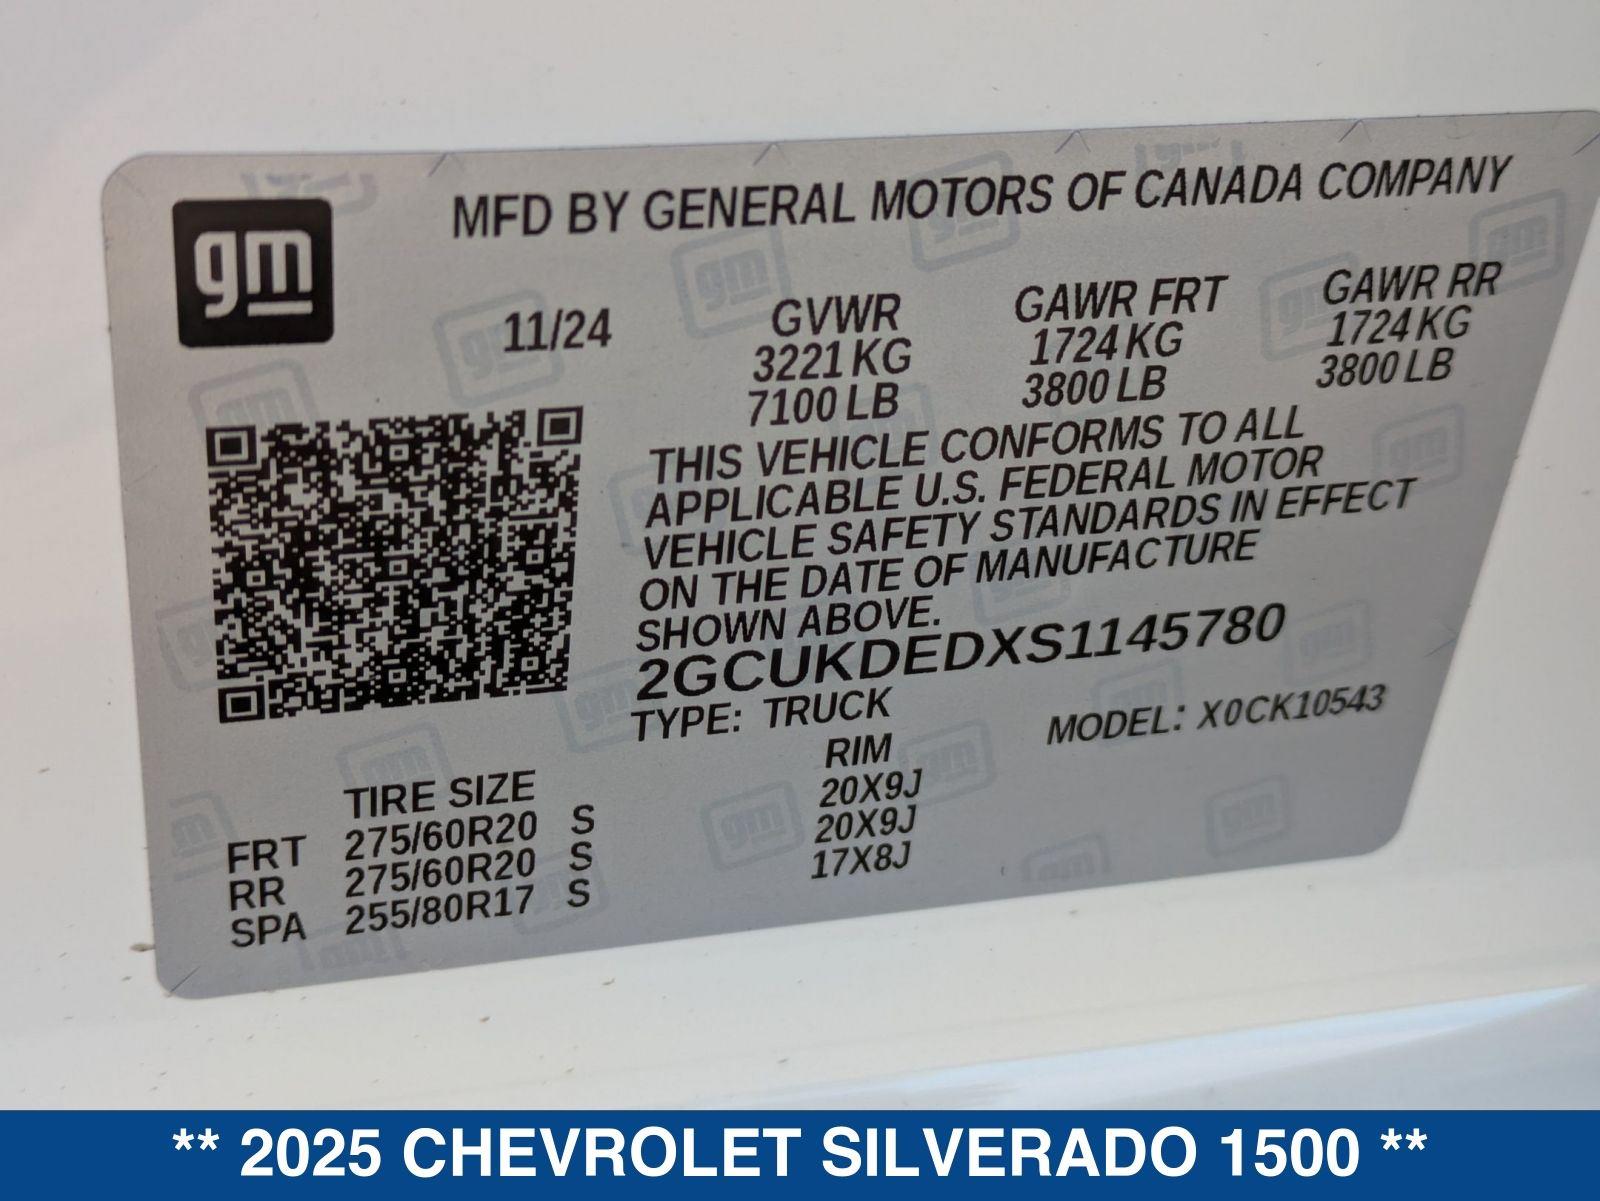 gm
MFD BY GENERAL MOTORS OF CANADA COMPANY
11/24
GVWR
3221 KG
7100 LB
GAWR FRT
1724 KG
3800 LB
GAWR RR
1724 KG
3800 LB
THIS VEHICLE CONFORMS TO ALL
APPLICABLE U.S. FEDERAL MOTOR
VEHICLE SAFETY STANDARDS IN EFFECT
ON THE DATE OF MANUFACTURE
SHOWN ABOVE.
2GCUKDEDXS1145780
TYPE: TRUCK
MODEL: X0CK10543
TIRE SIZE RIM
FRT 275/60R20 S 20X9J
RR 275/60R20 S 20X9J
SPA 255/80R17 S 17X8J
** 2025 CHEVROLET SILVERADO 1500 **